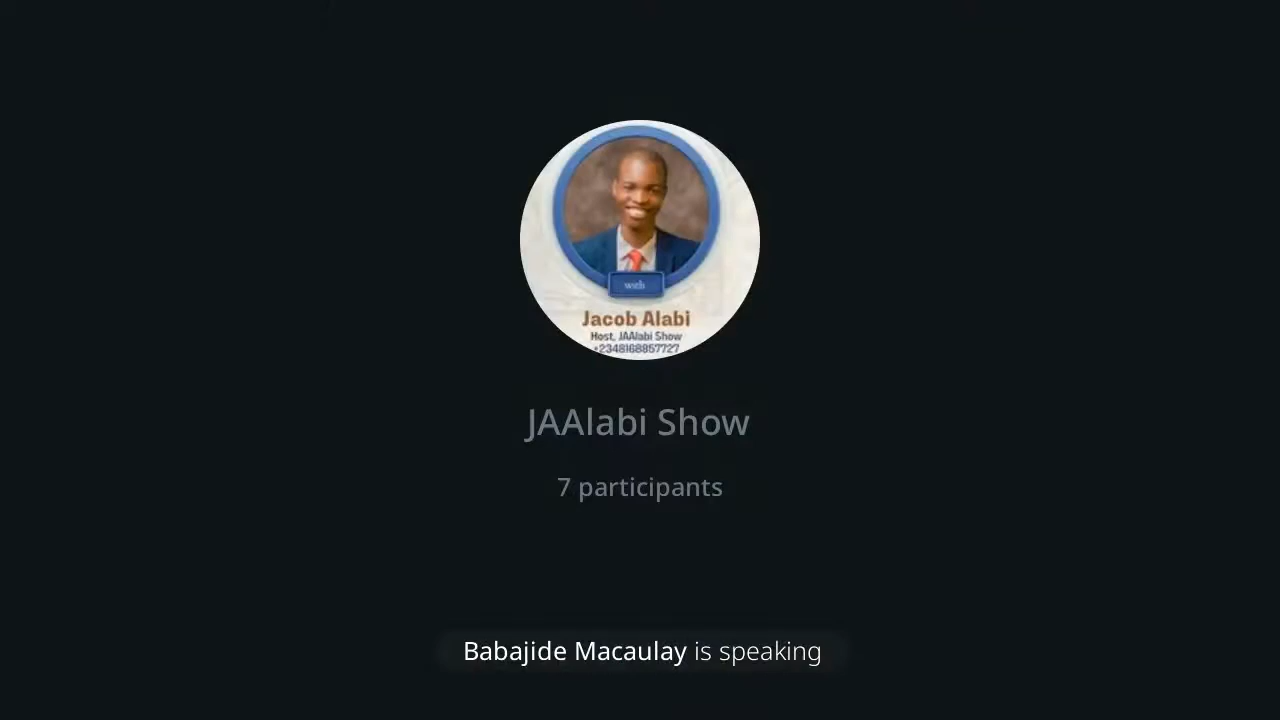 with
Jacob Alabi
Host, JAAlabi Show
+2348168857727
JAAlabi Show
7 participants
Babajide Macaulay is speaking